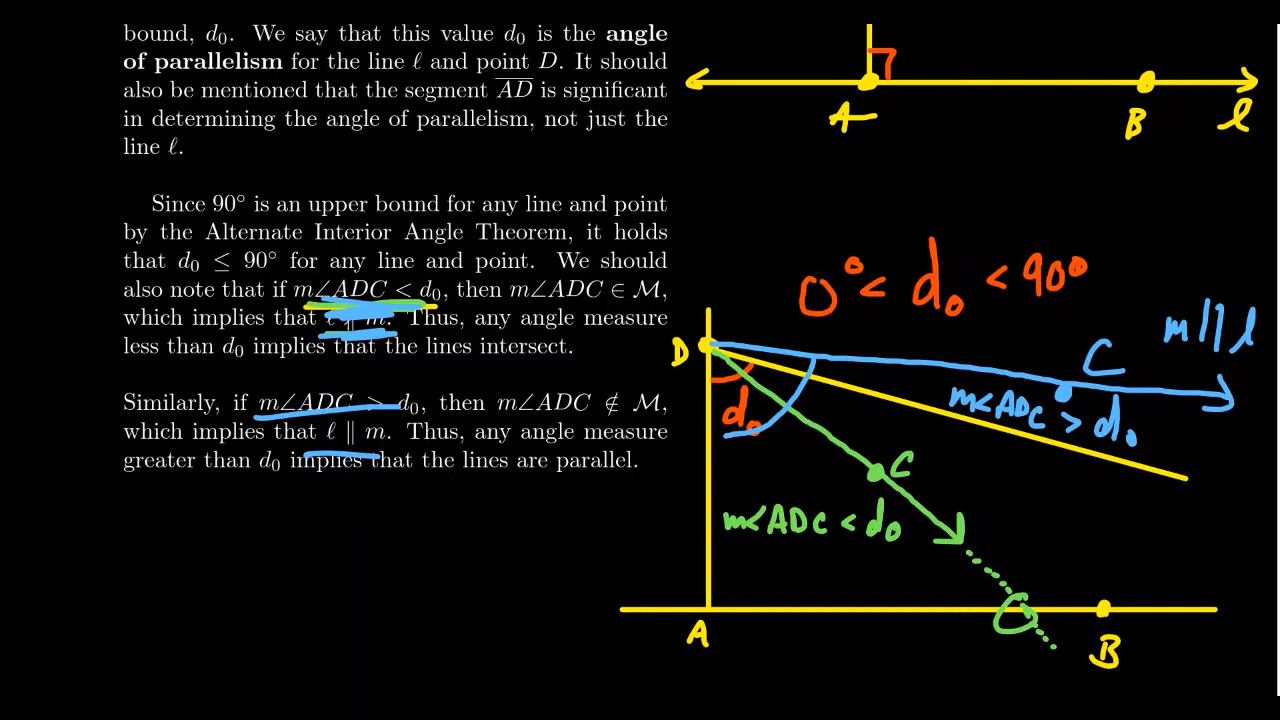 bound, d₀. We say that this value d₀ is the angle
of parallelism for the line ℓ and point D. It should
also be mentioned that the segment A̅D̅ is significant
in determining the angle of parallelism, not just the
line ℓ.
Since 90° is an upper bound for any line and point
by the Alternate Interior Angle Theorem, it holds
that d₀ ≤ 90° for any line and point. We should
also note that if m∠ADC < d₀, then m∠ADC ∈ ℳ,
which implies that ℓ ∦ m. Thus, any angle measure
less than d₀ implies that the lines intersect.
Similarly, if m∠ADC > d₀, then m∠ADC ∉ ℳ,
which implies that ℓ ∥ m. Thus, any angle measure
greater than d₀ implies that the lines are parallel.
A
B
ℓ
0° < d₀ < 90°
m // ℓ
D
C
m∠ADC > d₀
d₀
C
m∠ADC < d₀
A
B